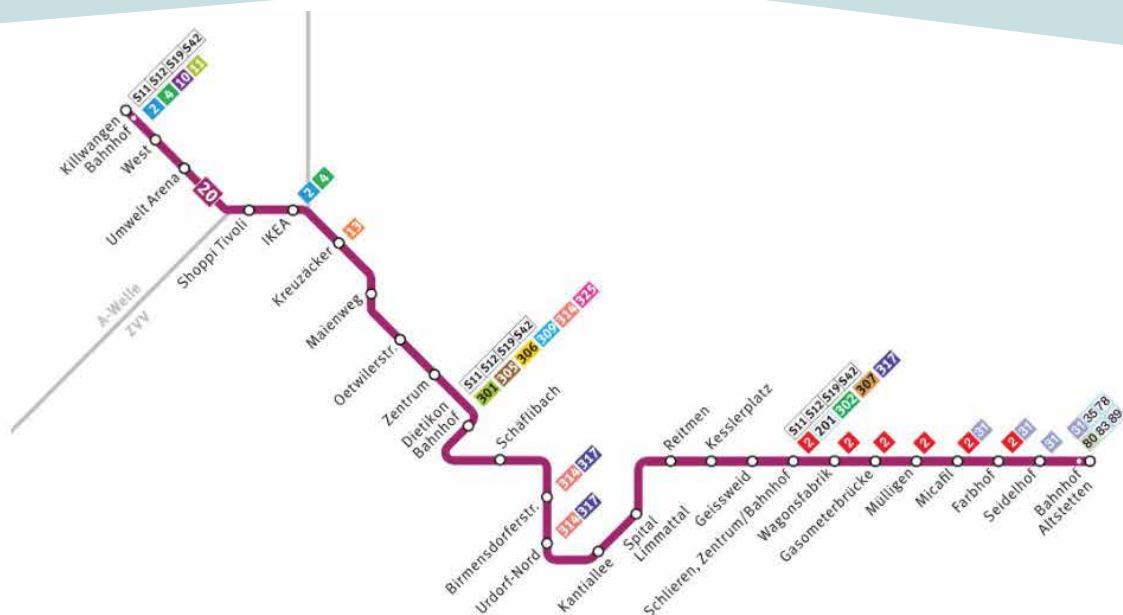 S11 S12 S19 S42
2 4 10 11
Killwangen
Bahnhof
West
Umwelt Arena
20
Shoppi Tivoli
IKEA
2 4
Kreuzäcker
13
A-Welle
ZVV
Maienweg
Oetwilerstr.
Zentrum
Dietikon
Bahnhof
S11 S12 S19 S42
301 305 306 309 314 325
Schäflibach
Birmensdorferstr.
314 317
Urdorf-Nord
314 317
Kantiallee
Spital
Limmattal
Reitmen
Kesslerplatz
Geissweid
Schlieren, Zentrum/Bahnhof
S11 S12 S19 S42
2 201 302 307 317
Wagonsfabrik
2
Gasometerbrücke
2
Mülligen
2
Micafil
2 31
Farbhof
2 31
Seidelhof
31
Bahnhof
Altstetten
31 35 78
80 83 89